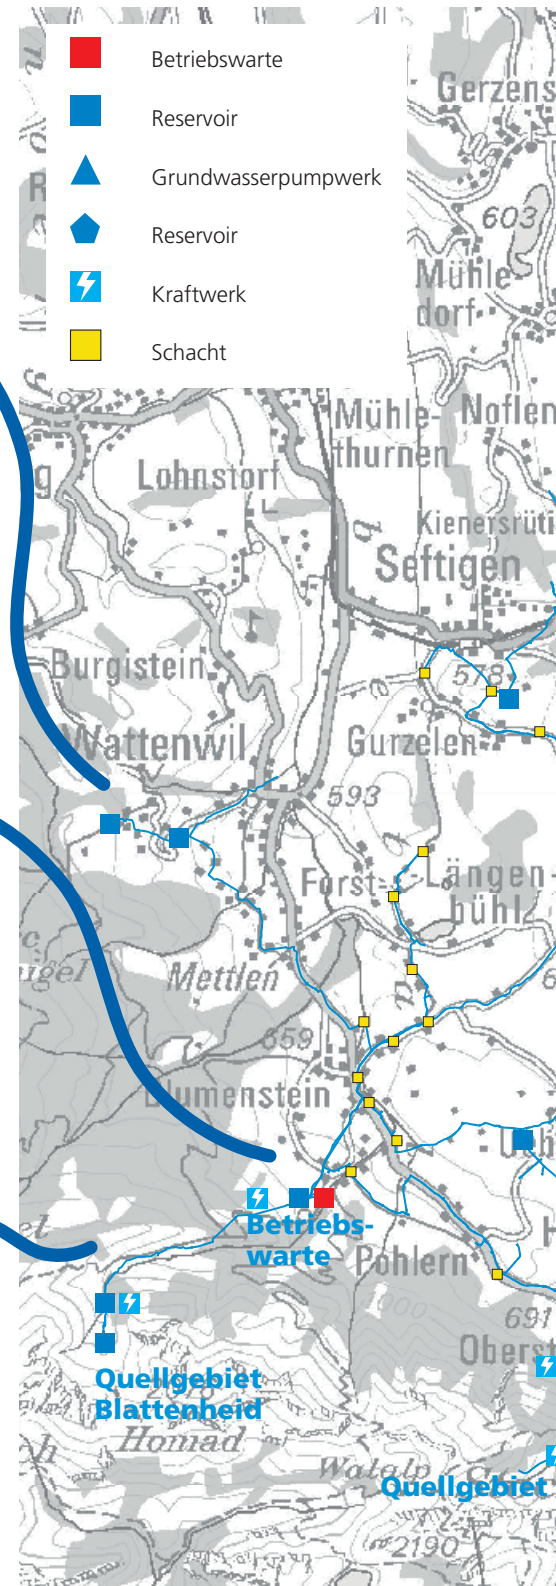 Betriebswarte
Reservoir
Grundwasserpumpwerk
Reservoir
Kraftwerk
Schacht
Gerzens
603
Mühle
dorf
Mühle-
thurnen
Noflen
Lohnstorf
g
Kienersrüti
Seftigen
Burgistein
578
Wattenwil
Gurzelen
593
Forst-
Längen-
bühl
Mettlen
659
Blumenstein
Betriebs-
warte
Pohlern
691
Oberst
Quellgebiet
Blattenheid
Homad
Quellgebiet
2190